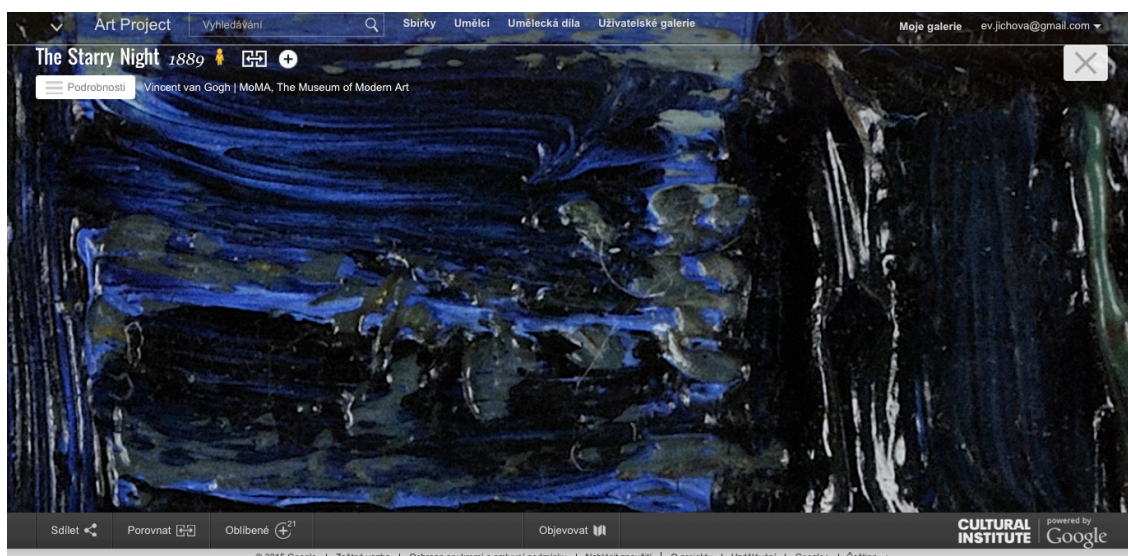 Art Project Vyhledávání Sbírky Umělci Umělecká díla Uživatelské galerie Moje galerie ev.jichova@gmail.com
The Starry Night 1889
Podrobnosti Vincent van Gogh | MoMA, The Museum of Modern Art
Sdílet Porovnat Oblíbené 21 Objevovat CULTURAL INSTITUTE powered by Google